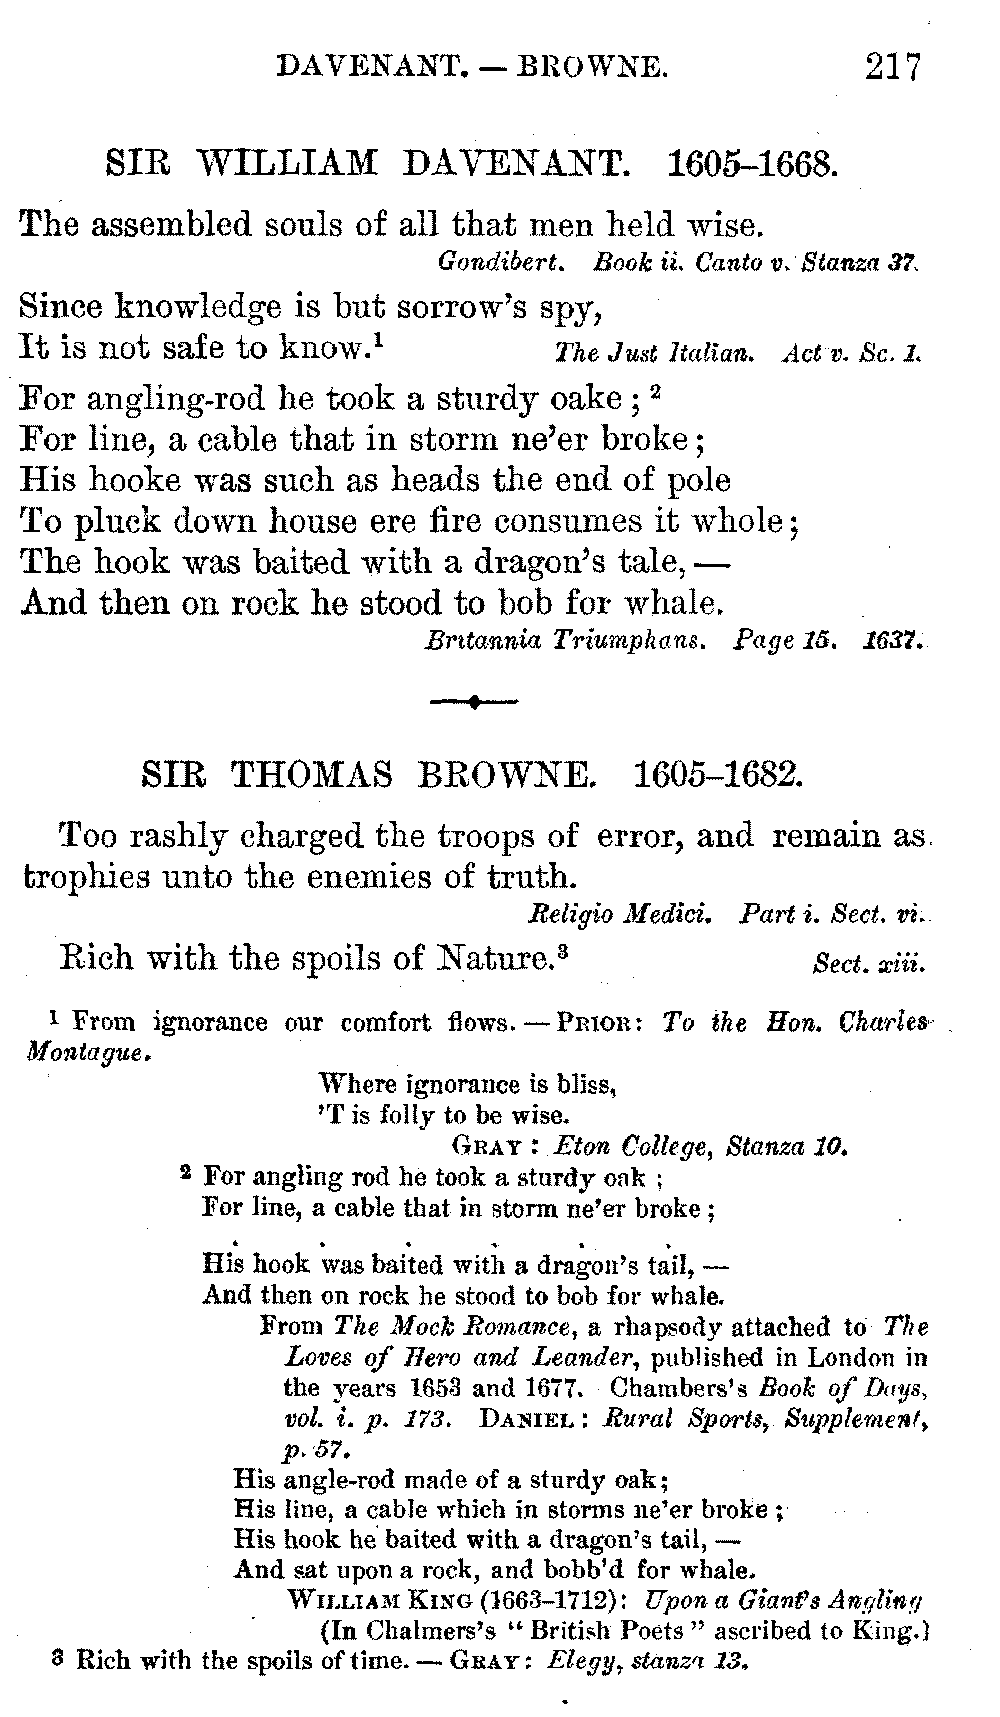 DAVENANT. — BROWNE. 217
SIR WILLIAM DAVENANT. 1605–1668.
The assembled souls of all that men held wise.
Gondibert. Book ii. Canto v. Stanza 37.
Since knowledge is but sorrow's spy,
It is not safe to know.¹ The Just Italian. Act v. Sc. 1.
For angling-rod he took a sturdy oake ; ²
For line, a cable that in storm ne'er broke ;
His hooke was such as heads the end of pole
To pluck down house ere fire consumes it whole ;
The hook was baited with a dragon's tale, —
And then on rock he stood to bob for whale.
Britannia Triumphans. Page 15. 1637.
SIR THOMAS BROWNE. 1605–1682.
Too rashly charged the troops of error, and remain as
trophies unto the enemies of truth.
Religio Medici. Part i. Sect. vi.
Rich with the spoils of Nature.³ Sect. xiii.
¹ From ignorance our comfort flows. — PRIOR: To the Hon. Charles
Montague.
Where ignorance is bliss,
'T is folly to be wise.
GRAY : Eton College, Stanza 10.
² For angling rod he took a sturdy oak ;
For line, a cable that in storm ne'er broke ;
. . . . . .
His hook was baited with a dragon's tail, —
And then on rock he stood to bob for whale.
From The Mock Romance, a rhapsody attached to The
Loves of Hero and Leander, published in London in
the years 1653 and 1677. Chambers's Book of Days,
vol. i. p. 173. DANIEL : Rural Sports, Supplement,
p. 57.
His angle-rod made of a sturdy oak ;
His line, a cable which in storms ne'er broke ;
His hook he baited with a dragon's tail, —
And sat upon a rock, and bobb'd for whale.
WILLIAM KING (1663–1712): Upon a Giant's Angling
(In Chalmers's " British Poets " ascribed to King.)
³ Rich with the spoils of time. — GRAY : Elegy, stanza 13.